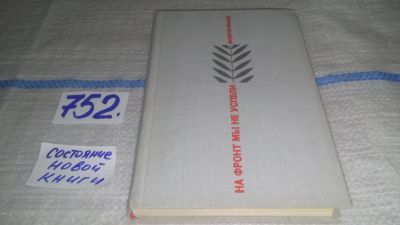 752.
состояние
новой
книги
НА ФРОНТ МЫ НЕ УСПЕЛИ